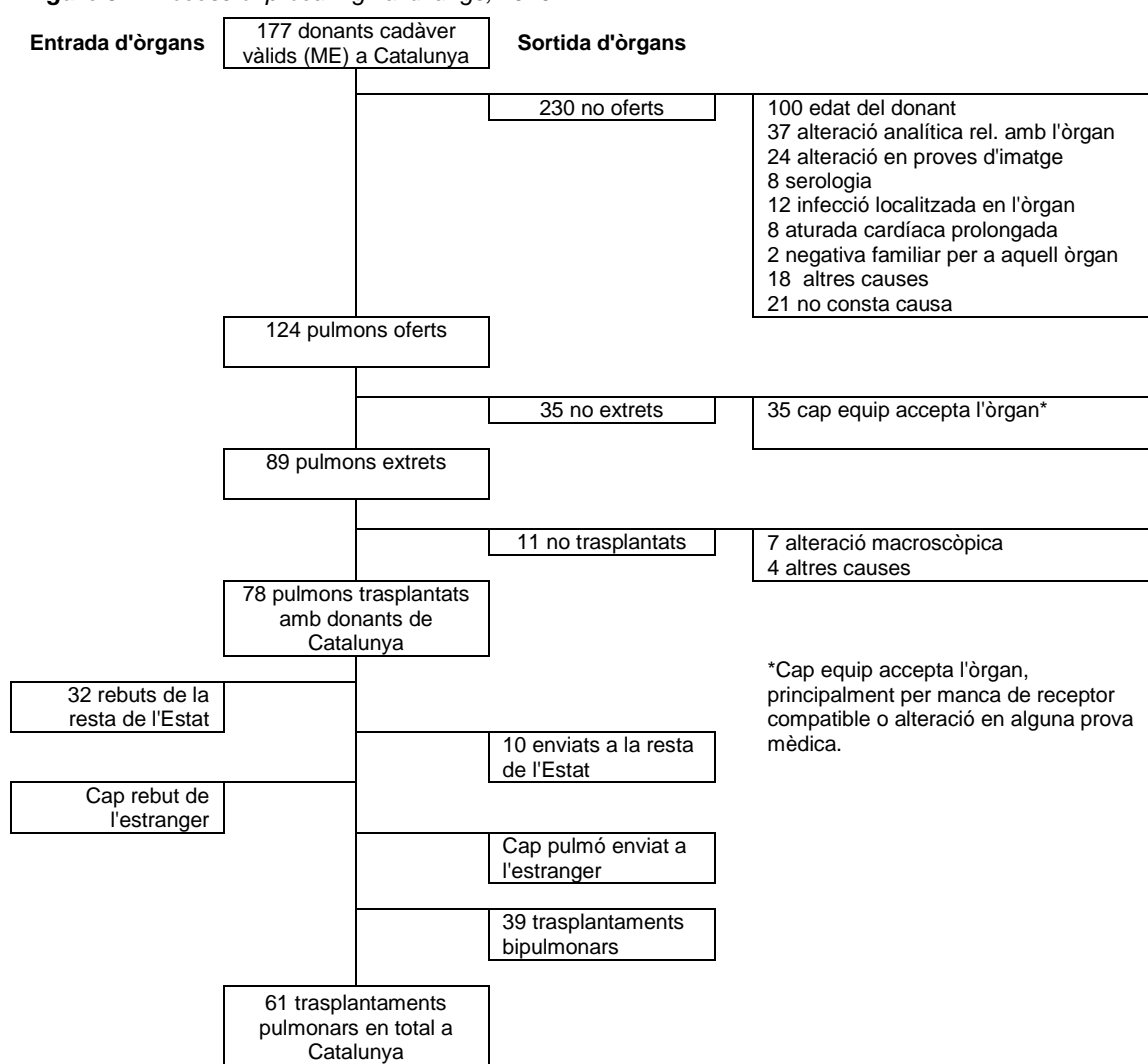 Entrada d'òrgans
177 donants cadàver
vàlids (ME) a Catalunya
Sortida d'òrgans
230 no oferts
100 edat del donant
37 alteració analítica rel. amb l'òrgan
24 alteració en proves d'imatge
8 serologia
12 infecció localitzada en l'òrgan
8 aturada cardíaca prolongada
2 negativa familiar per a aquell òrgan
18 altres causes
21 no consta causa
124 pulmons oferts
35 no extrets
35 cap equip accepta l'òrgan*
89 pulmons extrets
11 no trasplantats
7 alteració macroscòpica
4 altres causes
78 pulmons trasplantats
amb donants de
Catalunya
*Cap equip accepta l'òrgan,
principalment per manca de receptor
compatible o alteració en alguna prova
mèdica.
32 rebuts de la
resta de l'Estat
10 enviats a la resta
de l'Estat
Cap rebut de
l'estranger
Cap pulmó enviat a
l'estranger
39 trasplantaments
bipulmonars
61 trasplantaments
pulmonars en total a
Catalunya